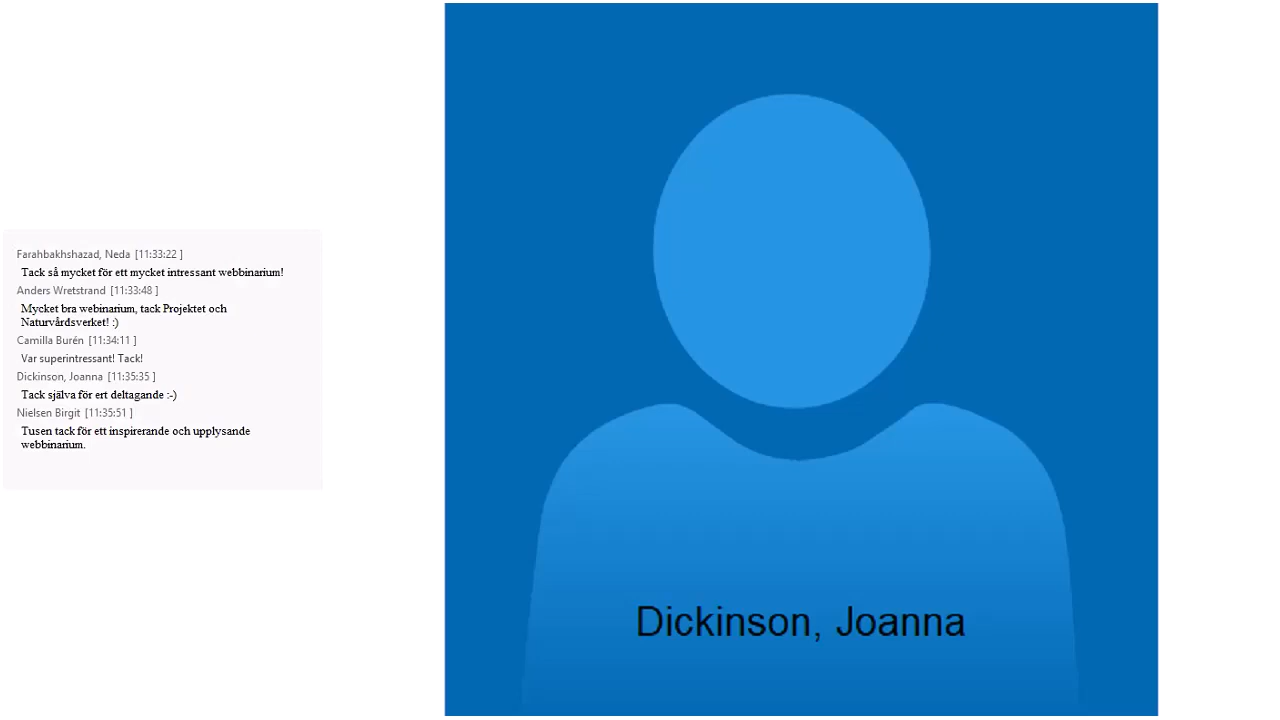 Farahbakhshazad, Neda [11:33:22 ]
Tack så mycket för ett mycket intressant webbinarium!
Anders Wretstrand [11:33:48 ]
Mycket bra webinarium, tack Projektet och
Naturvårdsverket! :)
Camilla Burén [11:34:11 ]
Var superintressant! Tack!
Dickinson, Joanna [11:35:35 ]
Tack själva för ert deltagande :-)
Nielsen Birgit [11:35:51 ]
Tusen tack för ett inspirerande och upplysande
webbinarium.
Dickinson, Joanna